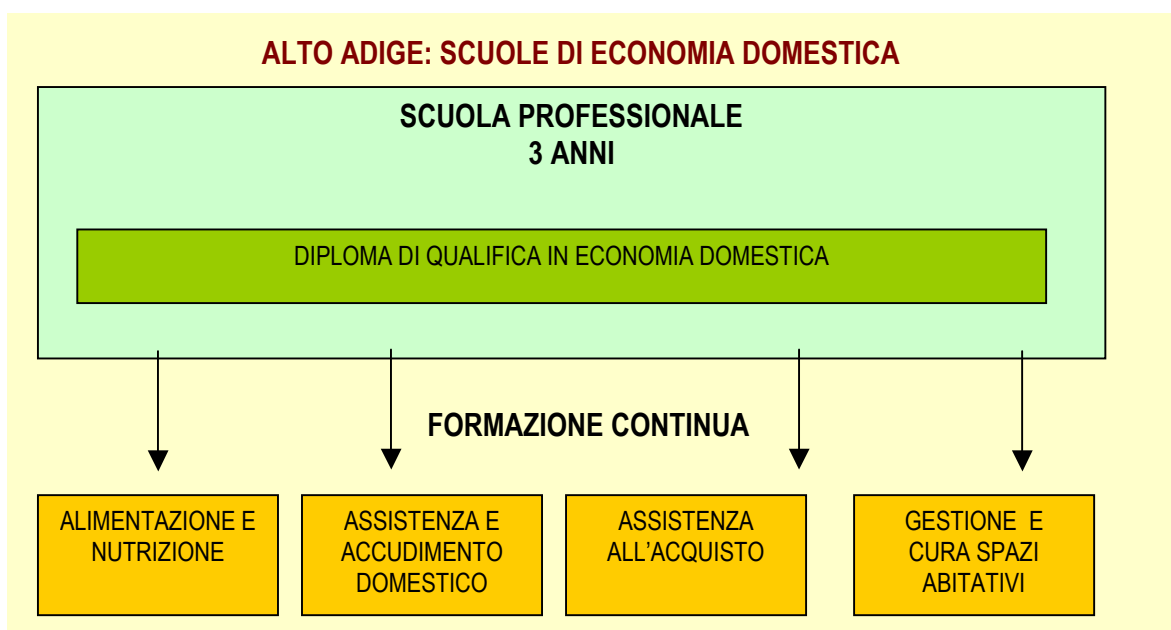 ALTO ADIGE: SCUOLE DI ECONOMIA DOMESTICA
SCUOLA PROFESSIONALE
3 ANNI
DIPLOMA DI QUALIFICA IN ECONOMIA DOMESTICA
FORMAZIONE CONTINUA
ALIMENTAZIONE E
NUTRIZIONE
ASSISTENZA E
ACCUDIMENTO
DOMESTICO
ASSISTENZA
ALL’ACQUISTO
GESTIONE E
CURA SPAZI
ABITATIVI